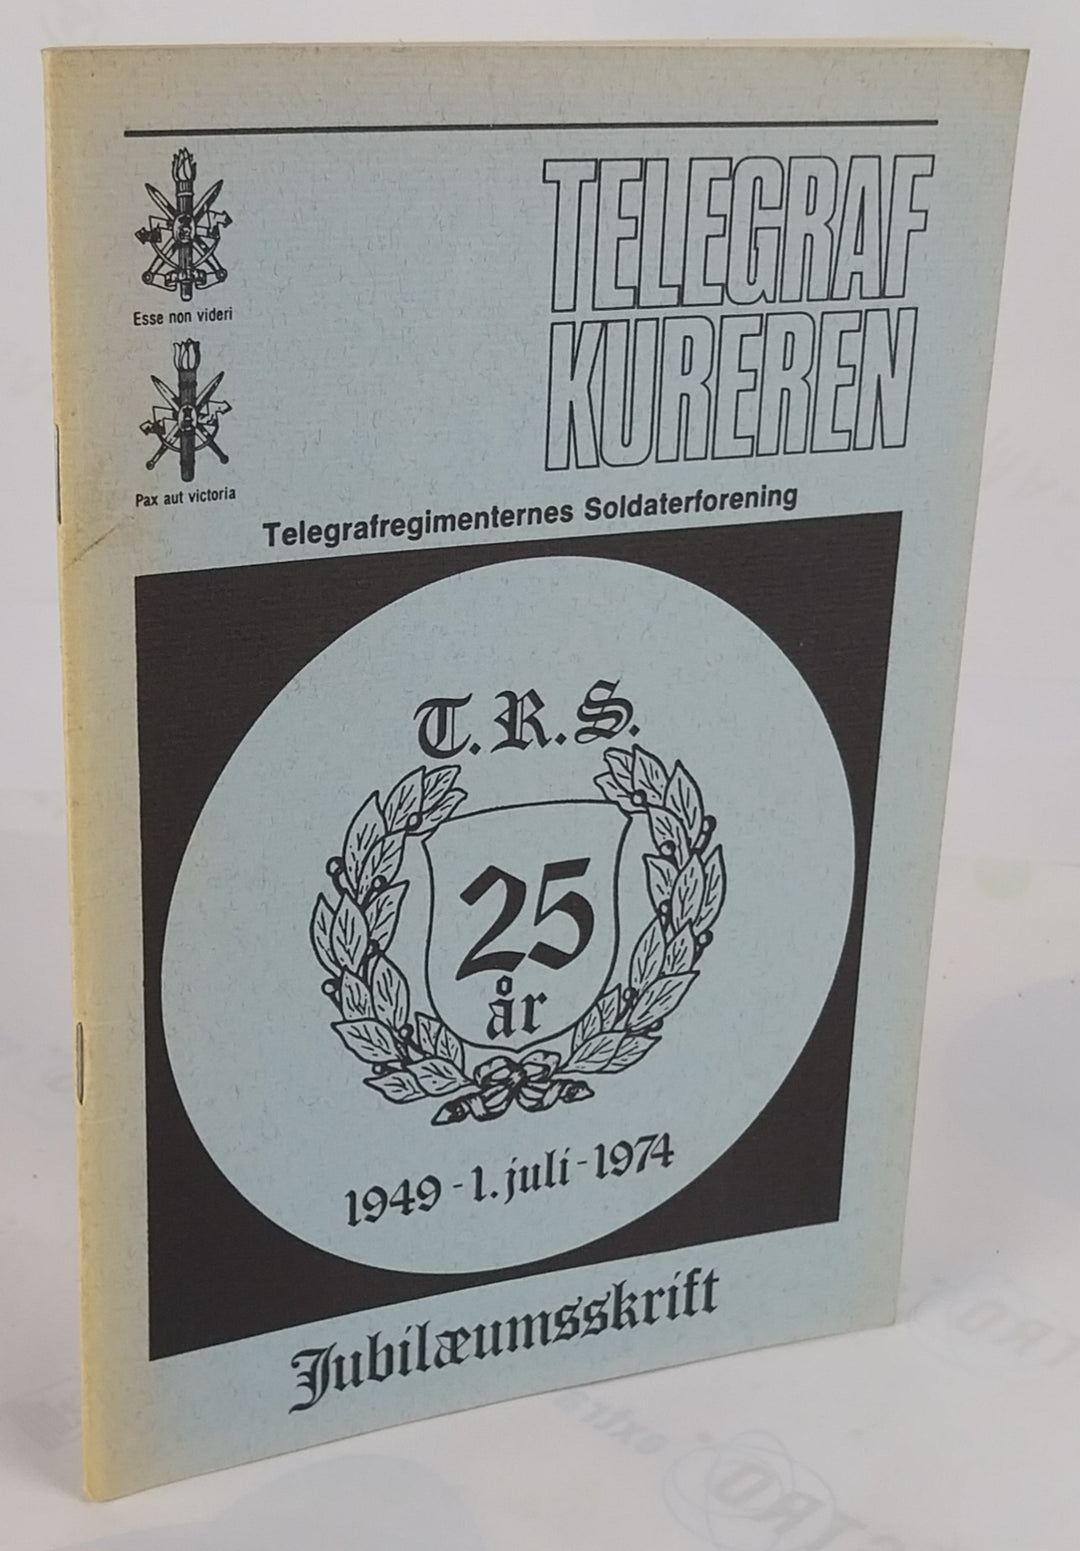 TELEGRAF
KUREREN
Esse non videri
Pax aut victoria
Telegrafregimenternes Soldaterforening
T.R.S.
25
år
1949 - 1. juli - 1974
Jubilæumsskrift